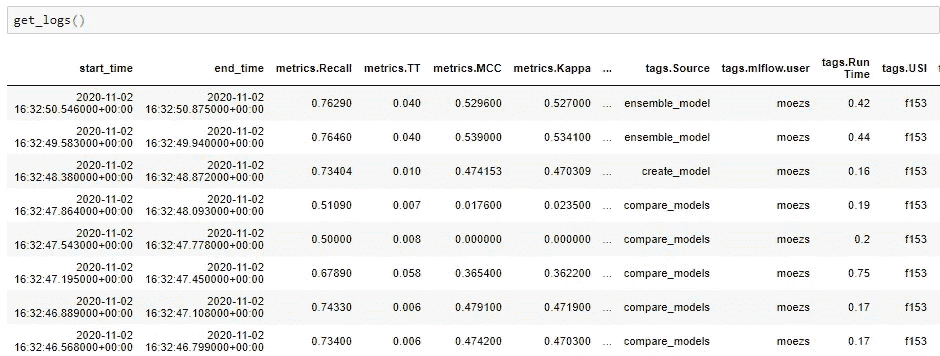 get_logs()
start_time end_time metrics.Recall metrics.TT metrics.MCC metrics.Kappa ... tags.Source tags.mlflow.user tags.Run Time tags.USI
2020-11-02 16:32:50.546000+00:00 2020-11-02 16:32:50.875000+00:00 0.76290 0.040 0.529600 0.527000 ... ensemble_model moezs 0.42 f153
2020-11-02 16:32:49.583000+00:00 2020-11-02 16:32:49.940000+00:00 0.76460 0.040 0.539000 0.534100 ... ensemble_model moezs 0.44 f153
2020-11-02 16:32:48.380000+00:00 2020-11-02 16:32:48.872000+00:00 0.73404 0.010 0.474153 0.470309 ... create_model moezs 0.16 f153
2020-11-02 16:32:47.864000+00:00 2020-11-02 16:32:48.093000+00:00 0.51090 0.007 0.017600 0.023500 ... compare_models moezs 0.19 f153
2020-11-02 16:32:47.543000+00:00 2020-11-02 16:32:47.778000+00:00 0.50000 0.008 0.000000 0.000000 ... compare_models moezs 0.2 f153
2020-11-02 16:32:47.195000+00:00 2020-11-02 16:32:47.450000+00:00 0.67890 0.058 0.365400 0.362200 ... compare_models moezs 0.75 f153
2020-11-02 16:32:46.889000+00:00 2020-11-02 16:32:47.108000+00:00 0.74330 0.006 0.479100 0.471900 ... compare_models moezs 0.17 f153
2020-11-02 16:32:46.568000+00:00 2020-11-02 16:32:46.799000+00:00 0.73400 0.006 0.474200 0.470300 ... compare_models moezs 0.17 f153